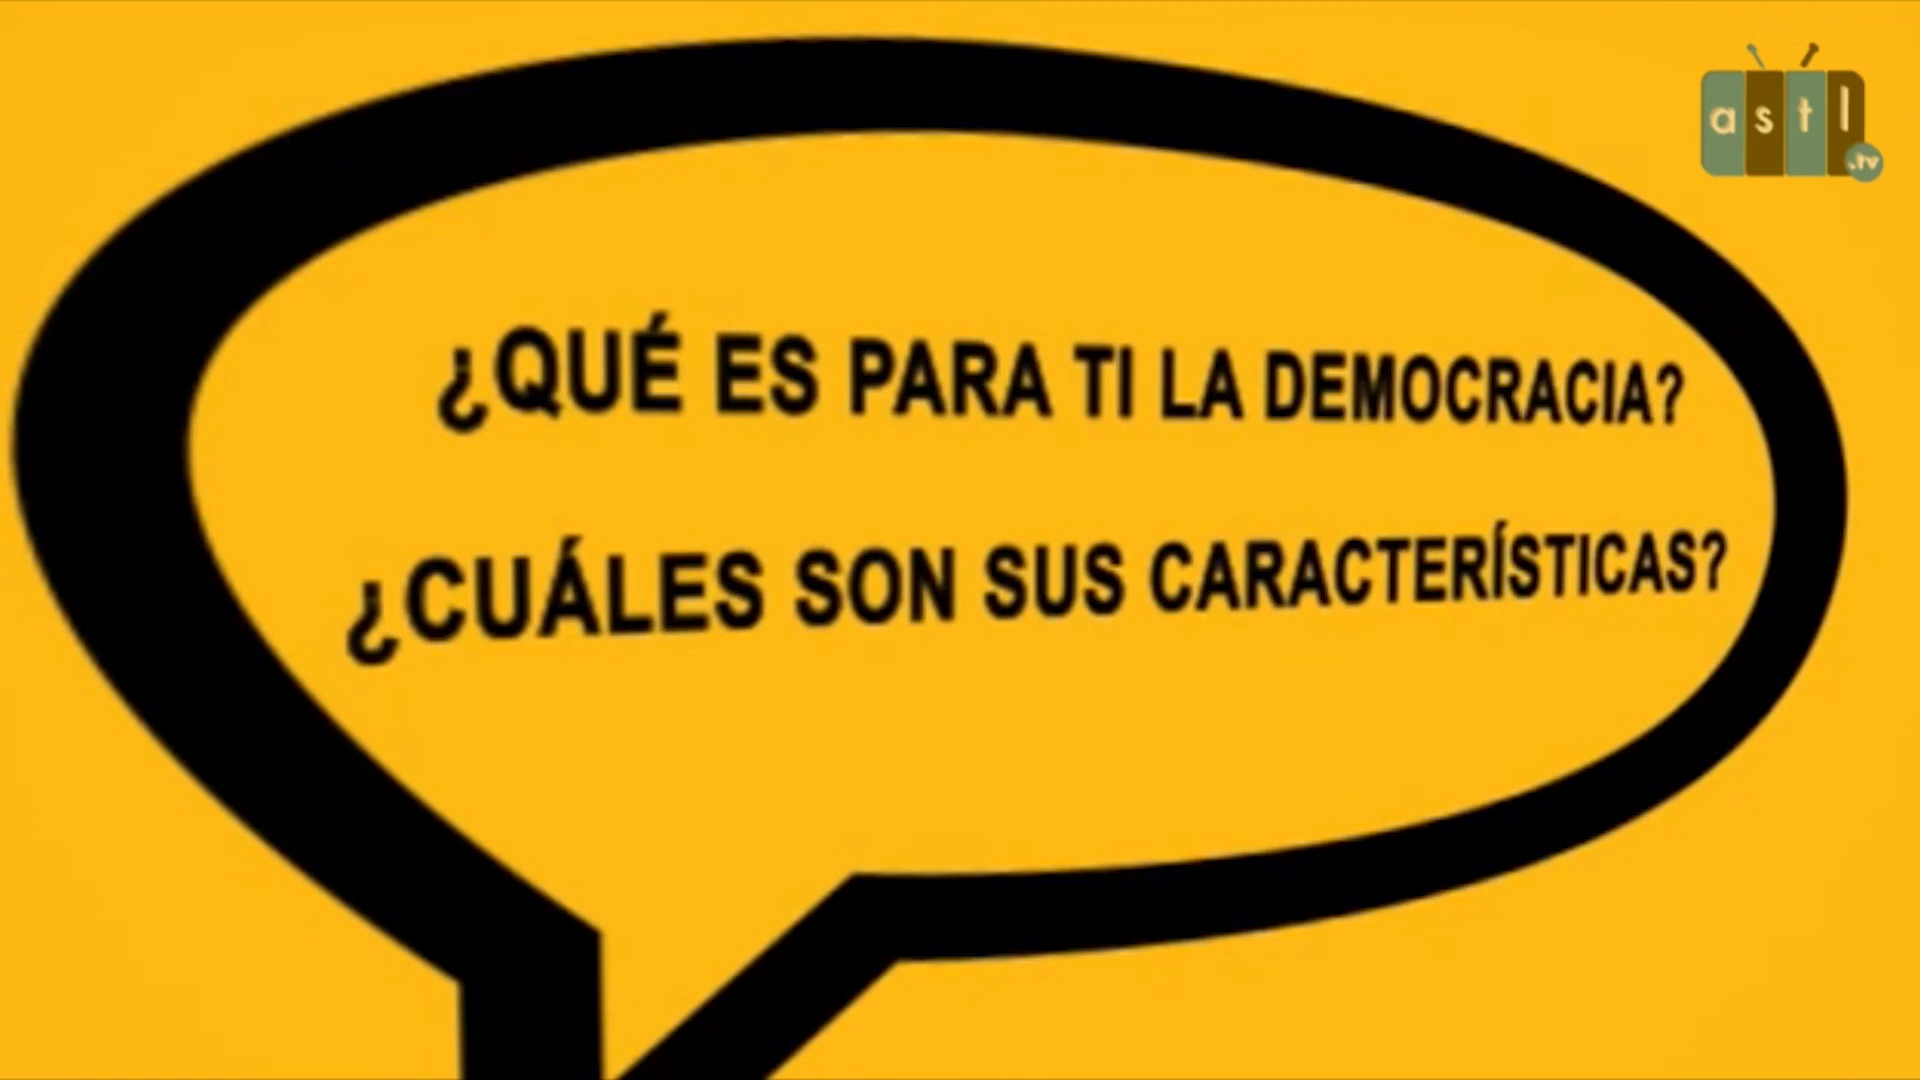 astl
.tv
¿QUÉ ES PARA TI LA DEMOCRACIA?
¿CUÁLES SON SUS CARACTERÍSTICAS?